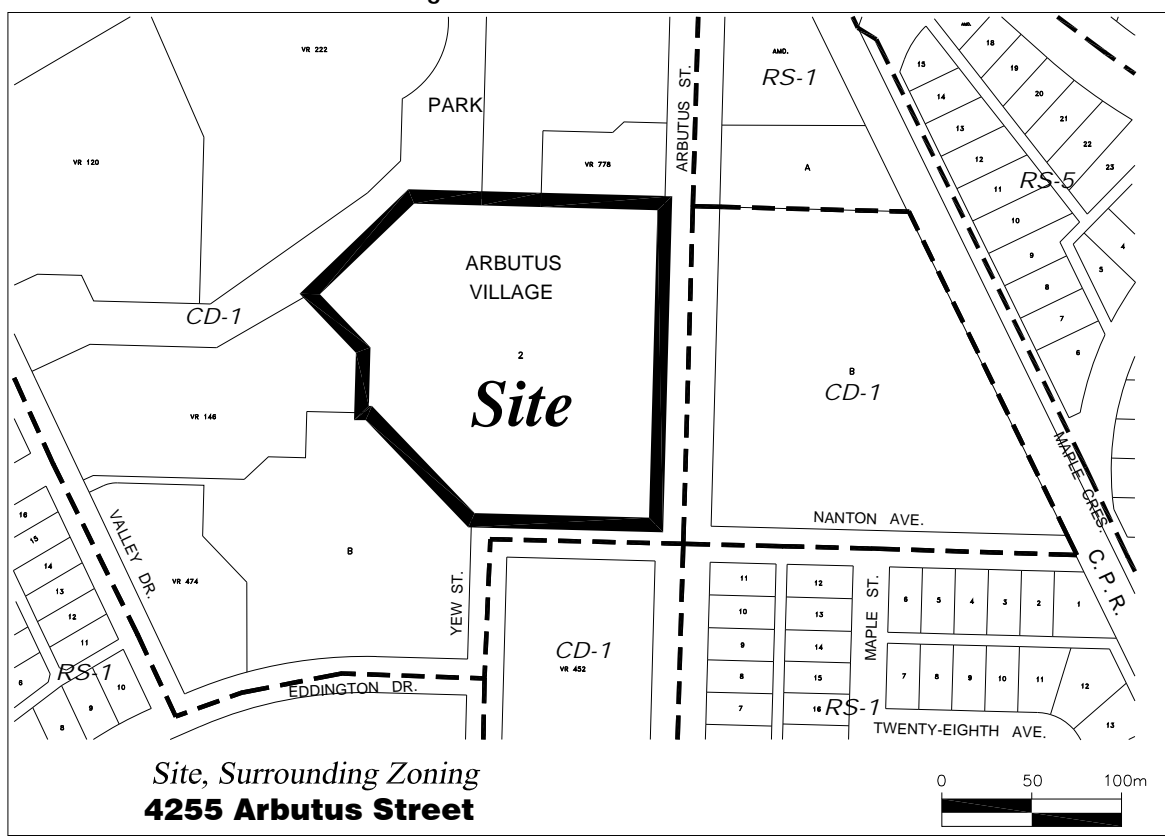 VR 222
PARK
VR 120
VR 778
ARBUTUS ST.
AMD.
RS-1
A
AMD.
18
19
20
21
22
23
15
14
13
12
11
10
9
8
7
6
RS-5
4
5
ARBUTUS
VILLAGE
2
Site
CD-1
B
CD-1
MAPLE CRES.
C. P. R.
VR 146
NANTON AVE.
VALLEY DR.
VR 474
B
YEW ST.
EDDINGTON DR.
16
15
14
13
12
11
RS-1
10
9
8
6
CD-1
VR 452
11
10
9
8
7
12
13
14
15
16
MAPLE ST.
RS-1
6
5
4
3
2
1
7
8
9
10
11
12
13
TWENTY-EIGHTH AVE.
Site, Surrounding Zoning
4255 Arbutus Street
0 50 100m